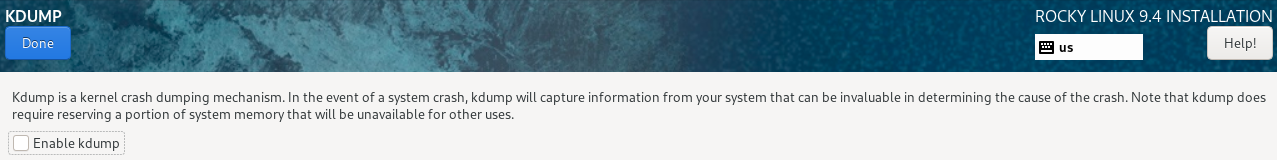 KDUMP
ROCKY LINUX 9.4 INSTALLATION
Done
us
Help!
Kdump is a kernel crash dumping mechanism. In the event of a system crash, kdump will capture information from your system that can be invaluable in determining the cause of the crash. Note that kdump does
require reserving a portion of system memory that will be unavailable for other uses.
Enable kdump